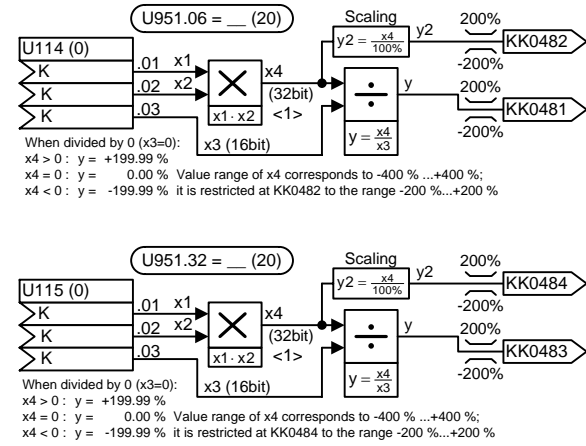 U951.06 = __ (20)
Scaling
200%
U114 (0)
y2 = x4/100%
y2
KK0482
K
.01
x1
x4
-200%
K
.02
x2
(32bit)
y
200%
KK0481
K
.03
x1 · x2
<1>
y = x4/x3
-200%
x3 (16bit)
When divided by 0 (x3=0):
x4 > 0 : y = +199.99 %
x4 = 0 : y = 0.00 % Value range of x4 corresponds to -400 % ...+400 %;
x4 < 0 : y = -199.99 % it is restricted at KK0482 to the range -200 %...+200 %
U951.32 = __ (20)
Scaling
200%
U115 (0)
y2 = x4/100%
y2
KK0484
K
.01
x1
x4
-200%
K
.02
x2
(32bit)
y
200%
KK0483
K
.03
x1 · x2
<1>
y = x4/x3
-200%
x3 (16bit)
When divided by 0 (x3=0):
x4 > 0 : y = +199.99 %
x4 = 0 : y = 0.00 % Value range of x4 corresponds to -400 % ...+400 %;
x4 < 0 : y = -199.99 % it is restricted at KK0484 to the range -200 %...+200 %